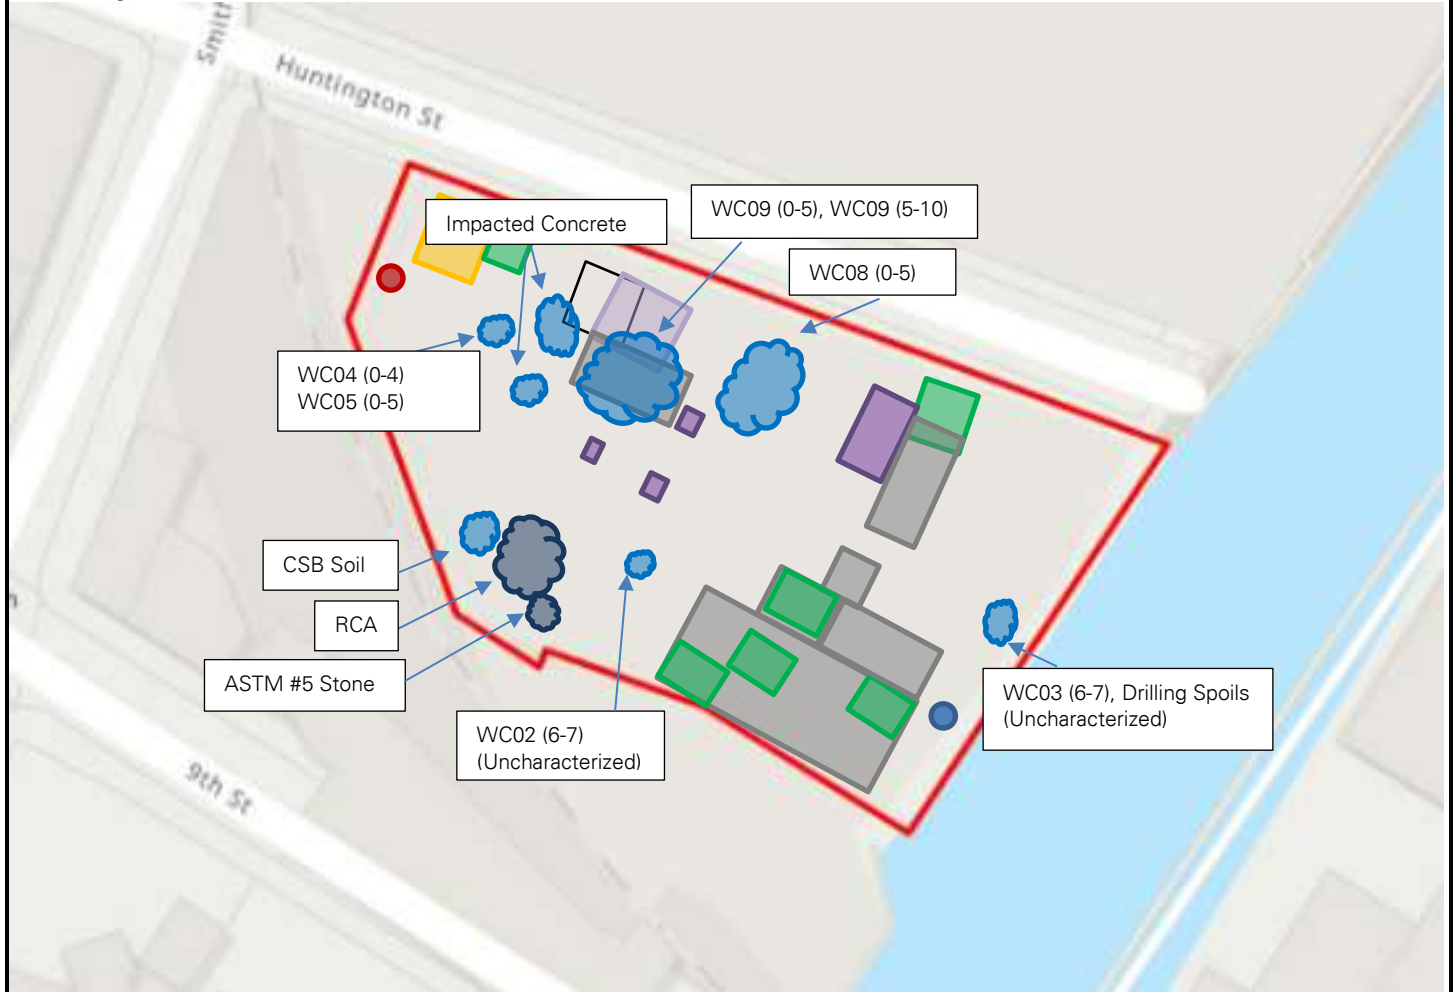 Smith
Huntington St
Impacted Concrete
WC09 (0-5), WC09 (5-10)
WC08 (0-5)
WC04 (0-4)
WC05 (0-5)
CSB Soil
RCA
ASTM #5 Stone
WC02 (6-7)
(Uncharacterized)
WC03 (6-7), Drilling Spoils
(Uncharacterized)
9th St